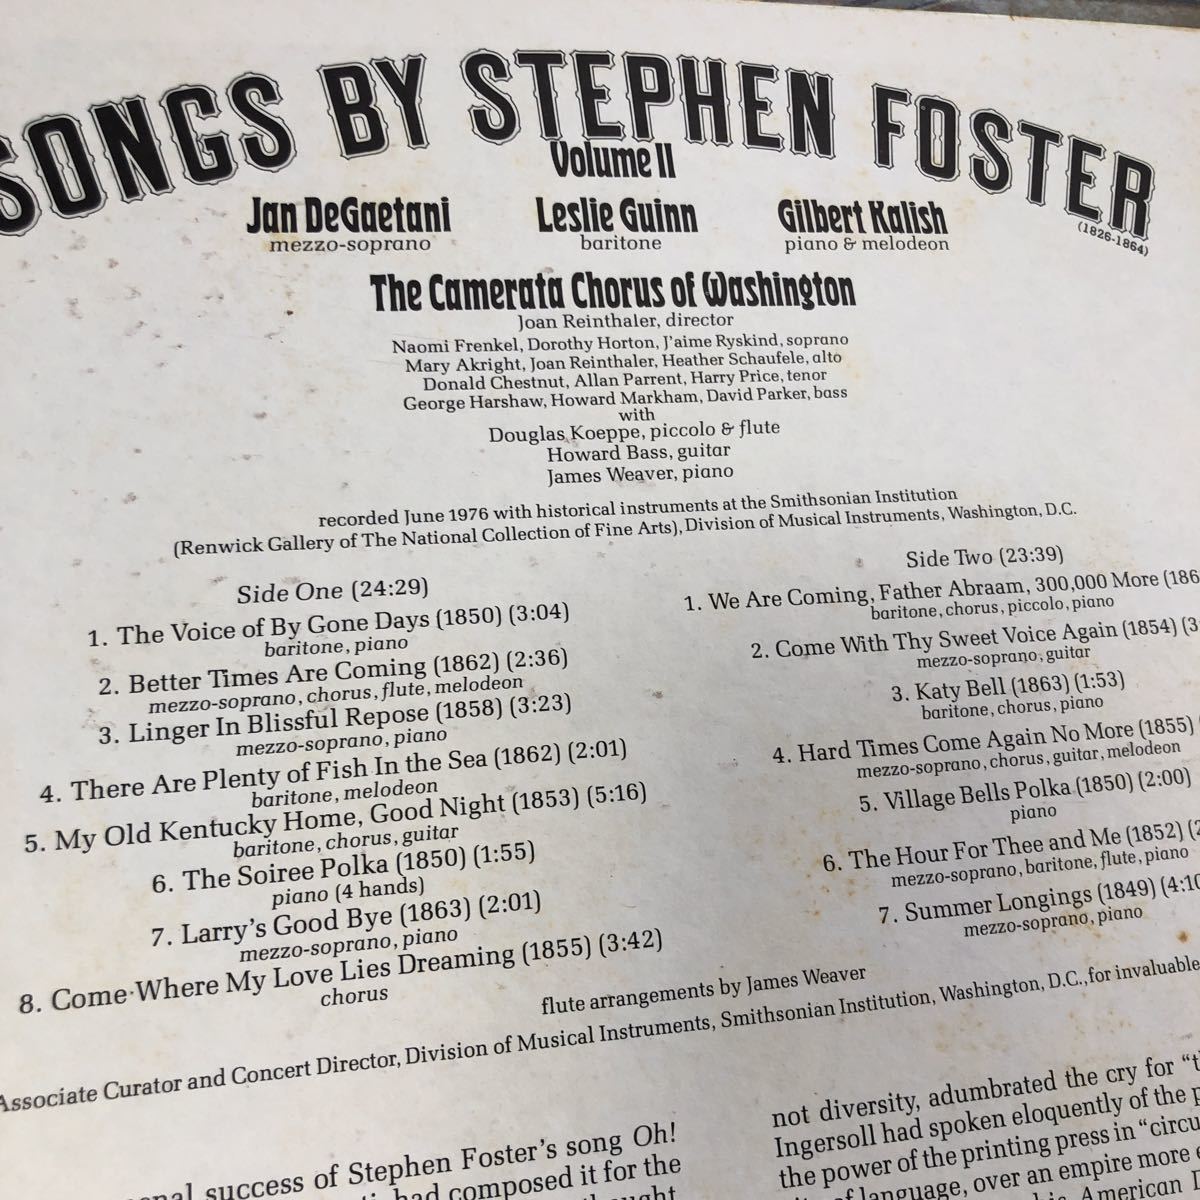 SONGS BY STEPHEN FOSTER
(1826-1864)
Volume II
Jan DeGaetani
mezzo-soprano
Leslie Guinn
baritone
Gilbert Kalish
piano & melodeon
The Camerata Chorus of Washington
Joan Reinthaler, director
Naomi Frenkel, Dorothy Horton, J'aime Ryskind, soprano
Mary Akright, Joan Reinthaler, Heather Schaufele, alto
Donald Chestnut, Allan Parrent, Harry Price, tenor
George Harshaw, Howard Markham, David Parker, bass
with
Douglas Koeppe, piccolo & flute
Howard Bass, guitar
James Weaver, piano
recorded June 1976 with historical instruments at the Smithsonian Institution
(Renwick Gallery of The National Collection of Fine Arts), Division of Musical Instruments, Washington, D.C.
Side One (24:29)
1. The Voice of By Gone Days (1850) (3:04)
baritone, piano
2. Better Times Are Coming (1862) (2:36)
mezzo-soprano, chorus, flute, melodeon
3. Linger In Blissful Repose (1858) (3:23)
mezzo-soprano, piano
4. There Are Plenty of Fish In the Sea (1862) (2:01)
baritone, melodeon
5. My Old Kentucky Home, Good Night (1853) (5:16)
baritone, chorus, guitar
6. The Soiree Polka (1850) (1:55)
piano (4 hands)
7. Larry's Good Bye (1863) (2:01)
mezzo-soprano, piano
8. Come Where My Love Lies Dreaming (1855) (3:42)
chorus
Side Two (23:39)
1. We Are Coming, Father Abraam, 300,000 More (186
baritone, chorus, piccolo, piano
2. Come With Thy Sweet Voice Again (1854) (3:
mezzo-soprano, guitar
3. Katy Bell (1863) (1:53)
baritone, chorus, piano
4. Hard Times Come Again No More (1855) (
mezzo-soprano, chorus, guitar, melodeon
5. Village Bells Polka (1850) (2:00)
piano
6. The Hour For Thee and Me (1852) (2
mezzo-soprano, baritone, flute, piano
7. Summer Longings (1849) (4:10
mezzo-soprano, piano
flute arrangements by James Weaver
Associate Curator and Concert Director, Division of Musical Instruments, Smithsonian Institution, Washington, D.C., for invaluable
success of Stephen Foster's song Oh!
had composed it for the
thought
not diversity, adumbrated the cry for "t
Ingersoll had spoken eloquently of the p
the power of the printing press in "circu
of language, over an empire more e
American